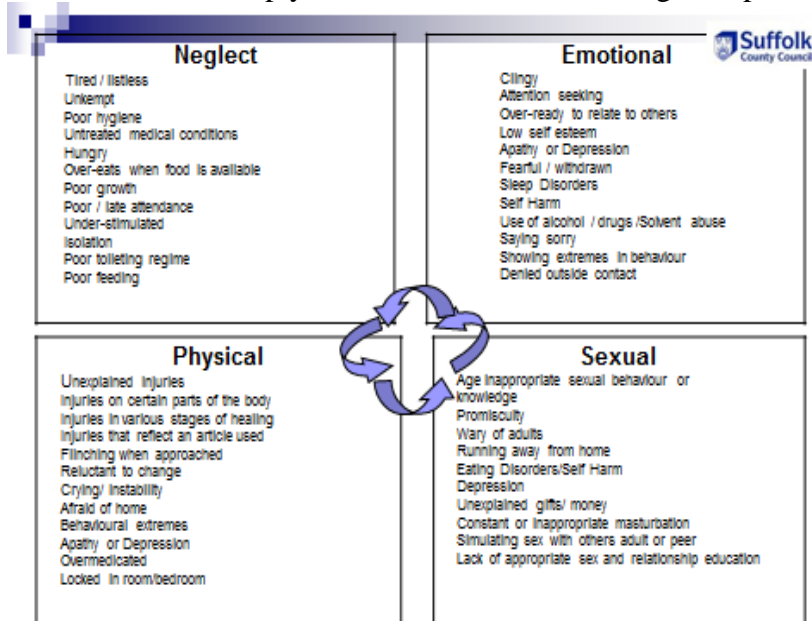 Suffolk
County Council
Neglect
Tired / listless
Unkempt
Poor hygiene
Untreated medical conditions
Hungry
Over-eats when food is available
Poor growth
Poor / late attendance
Under-stimulated
Isolation
Poor toileting regime
Poor feeding
Emotional
Clingy
Attention seeking
Over-ready to relate to others
Low self esteem
Apathy or Depression
Fearful / withdrawn
Sleep Disorders
Self Harm
Use of alcohol / drugs /Solvent abuse
Saying sorry
Showing extremes in behaviour
Denied outside contact
Physical
Unexplained injuries
Injuries on certain parts of the body
Injuries in various stages of healing
Injuries that reflect an article used
Flinching when approached
Reluctant to change
Crying/ instability
Afraid of home
Behavioural extremes
Apathy or Depression
Overmedicated
Locked in room/bedroom
Sexual
Age inappropriate sexual behaviour or
knowledge
Promiscuity
Wary of adults
Running away from home
Eating Disorders/Self Harm
Depression
Unexplained gifts/ money
Constant or inappropriate masturbation
Simulating sex with others adult or peer
Lack of appropriate sex and relationship education